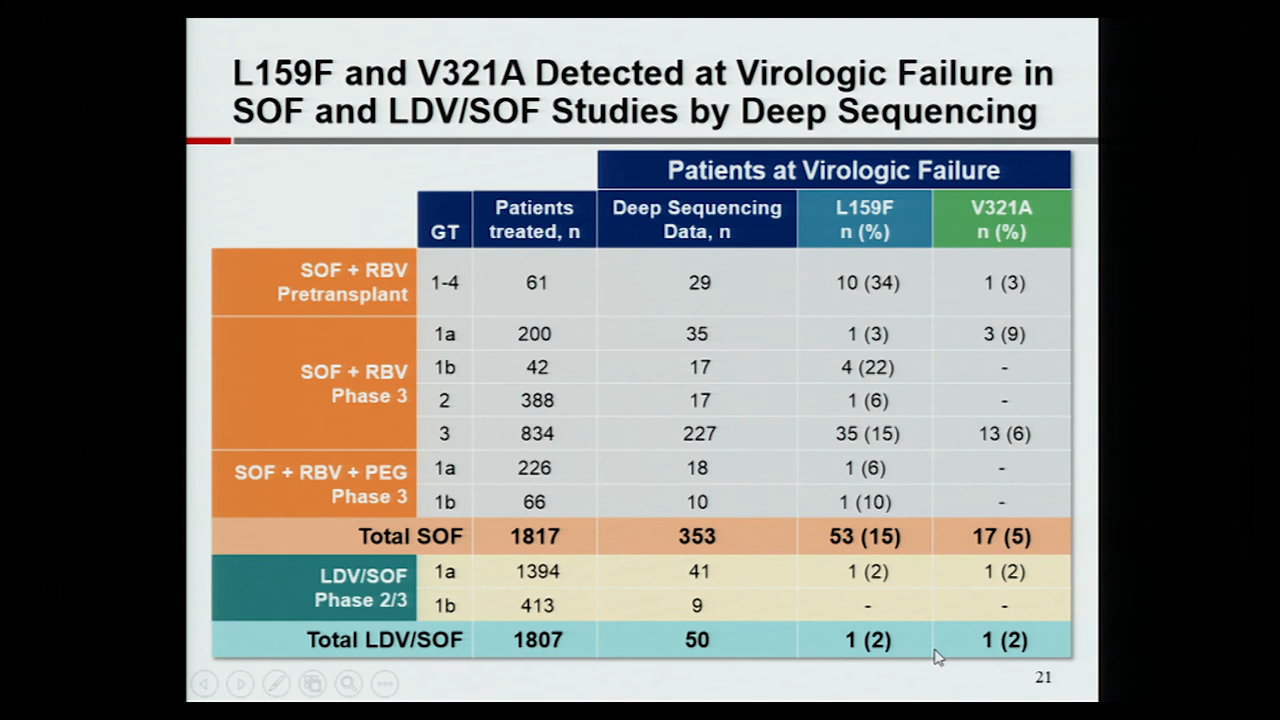 L159F and V321A Detected at Virologic Failure in
SOF and LDV/SOF Studies by Deep Sequencing
Patients at Virologic Failure
GT
Patients
treated, n
Deep Sequencing
Data, n
L159F
n (%)
V321A
n (%)
SOF + RBV
Pretransplant
1-4 61 29 10 (34) 1 (3)
SOF + RBV
Phase 3
1a 200 35 1 (3) 3 (9)
1b 42 17 4 (22) -
2 388 17 1 (6) -
3 834 227 35 (15) 13 (6)
SOF + RBV + PEG
Phase 3
1a 226 18 1 (6) -
1b 66 10 1 (10) -
Total SOF 1817 353 53 (15) 17 (5)
LDV/SOF
Phase 2/3
1a 1394 41 1 (2) 1 (2)
1b 413 9 - -
Total LDV/SOF 1807 50 1 (2) 1 (2)
21